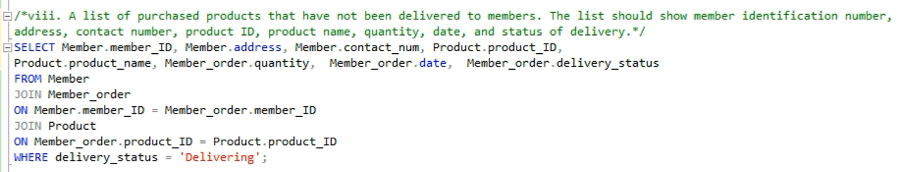 /*viii. A list of purchased products that have not been delivered to members. The list should show member identification number,
address, contact number, product ID, product name, quantity, date, and status of delivery.*/
SELECT Member.member_ID, Member.address, Member.contact_num, Product.product_ID,
Product.product_name, Member_order.quantity,  Member_order.date,  Member_order.delivery_status
FROM Member
JOIN Member_order
ON Member.member_ID = Member_order.member_ID
JOIN Product
ON Member_order.product_ID = Product.product_ID
WHERE delivery_status = 'Delivering';